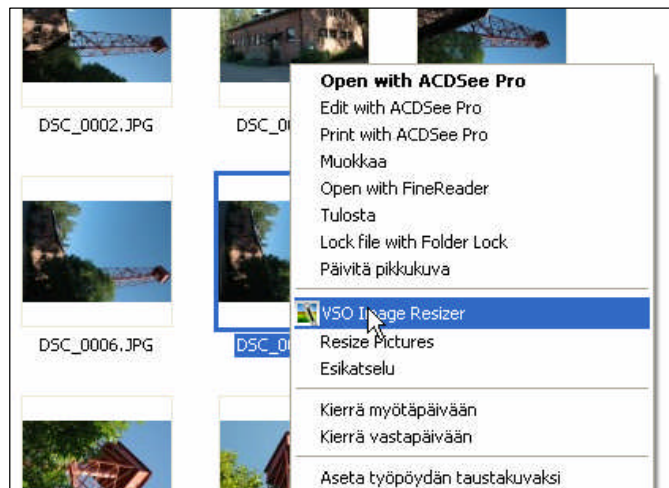 DSC_0002.JPG
DSC_0006.JPG
Open with ACDSee Pro
Edit with ACDSee Pro
Print with ACDSee Pro
Muokkaa
Open with FineReader
Tulosta
Lock file with Folder Lock
Päivitä pikkukuva
VSO Image Resizer
Resize Pictures
Esikatselu
Kierrä myötäpäivään
Kierrä vastapäivään
Aseta työpöydän taustakuvaksi